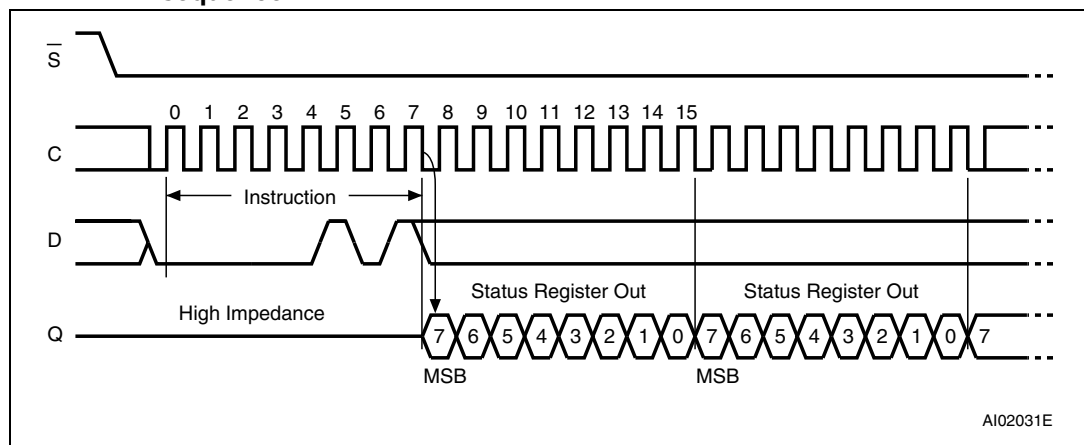 S
0 1 2 3 4 5 6 7 8 9 10 11 12 13 14 15
C
Instruction
D
Status Register Out Status Register Out
High Impedance
Q 7 6 5 4 3 2 1 0 7 6 5 4 3 2 1 0 7
MSB MSB
AI02031E